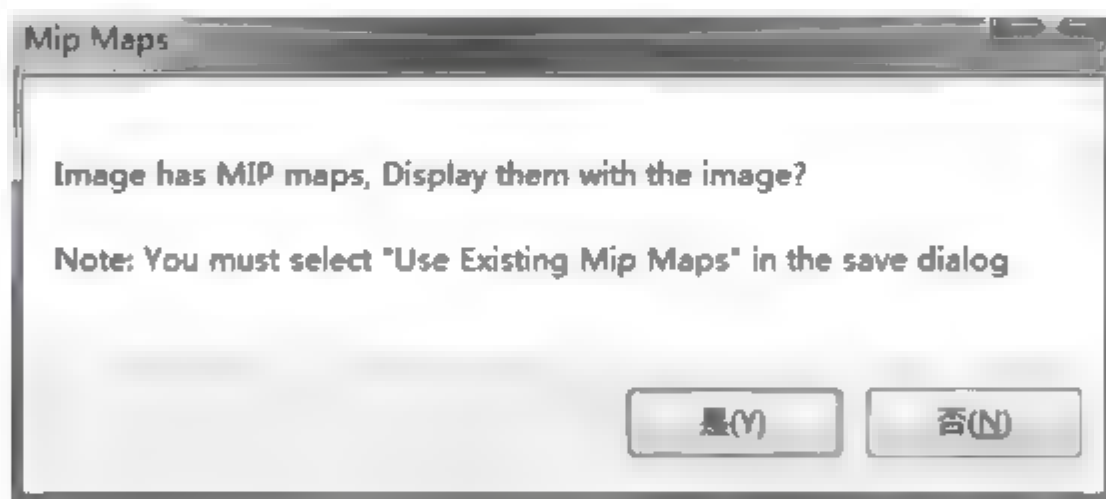 Mip Maps
Image has MIP maps, Display them with the image?
Note: You must select "Use Existing Mip Maps" in the save dialog
是(Y) 否(N)